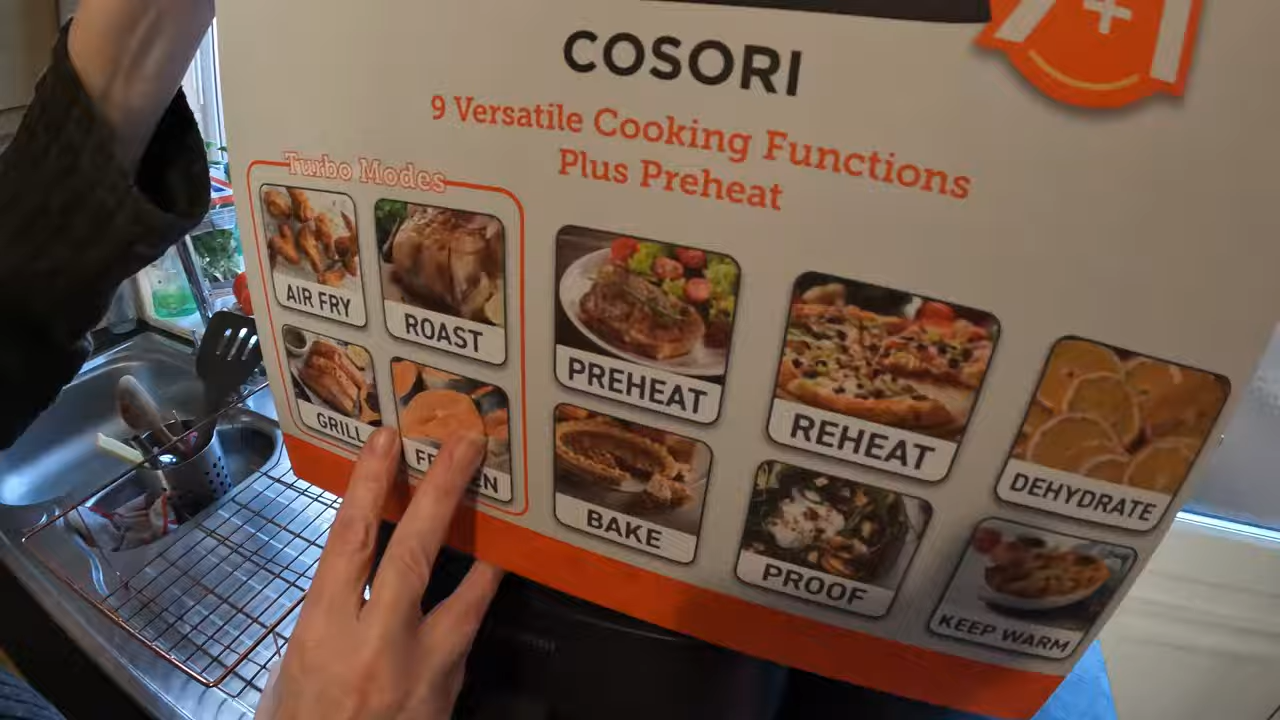 COSORI
9 Versatile Cooking Functions
Plus Preheat
Turbo Modes
AIR FRY
ROAST
GRILL
PREHEAT
BAKE
REHEAT
PROOF
DEHYDRATE
KEEP WARM